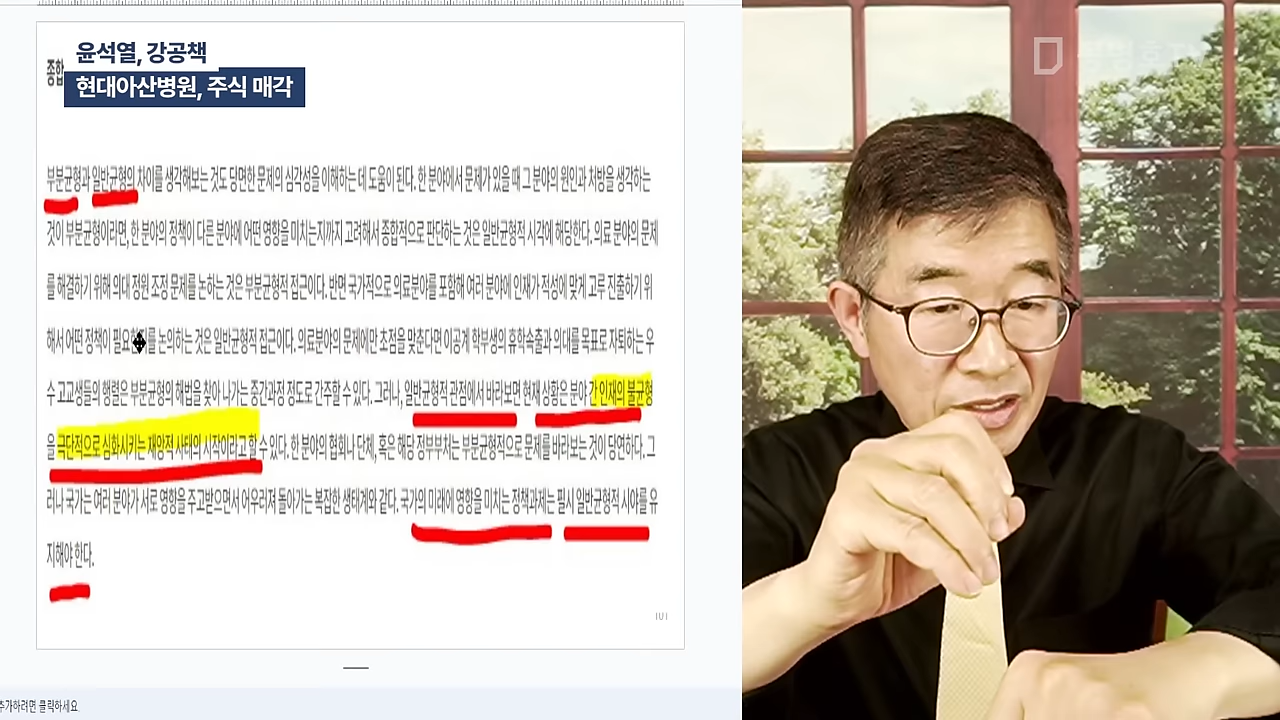 윤석열, 강공책
종합
현대아산병원, 주식 매각
부분균형과 일반균형의 차이를 생각해보는 것도 당면한 문제의 심각성을 이해하는 데 도움이 된다. 한 분야에서 문제가 있을 때 그 분야의 원인과 처방을 생각하는
것이 부분균형이라면, 한 분야의 정책이 다른 분야에 어떤 영향을 미치는지까지 고려해서 종합적으로 판단하는 것은 일반균형적 시각에 해당한다. 의료 분야의 문제
를 해결하기 위해 의대 정원 조정 문제를 논하는 것은 부분균형적 접근이다. 반면 국가적으로 의료분야를 포함해 여러 분야에 인재가 적성에 맞게 고루 진출하기 위
해서 어떤 정책이 필요한지를 논의하는 것은 일반균형적 접근이다. 의료분야의 문제에만 초점을 맞춘다면 이공계 학부생의 휴학속출과 의대를 목표로 자퇴하는 우
수 고교생들의 행렬은 부분균형의 해법을 찾아 나가는 중간과정 정도로 간주할 수 있다. 그러나, 일반균형적 관점에서 바라보면 현재 상황은 분야 간 인재의 불균형
을 극단적으로 심화시키는 재앙적 사태의 시작이라고 할 수 있다. 한 분야의 협회나 단체, 혹은 해당 정부부처는 부분균형적으로 문제를 바라보는 것이 당연하다. 그
러나 국가는 여러 분야가 서로 영향을 주고받으면서 어우러져 돌아가는 복잡한 생태계와 같다. 국가의 미래에 영향을 미치는 정책과제는 필시 일반균형적 시야를 유
지해야 한다.
추가하려면 클릭하세요